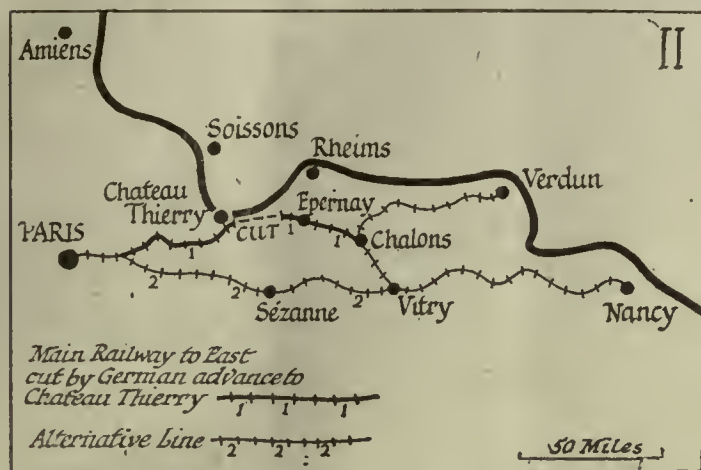 II
Amiens
Soissons
Rheims
Verdun
Chateau
Thierry
Epernay
CUT
1
1
1
Chalons
PARIS
2
2
2
Sézanne
Vitry
Nancy
Main Railway to East
cut by German advance to
Chateau Thierry
1 1 1
Alternative Line
2 2 2
50 Miles